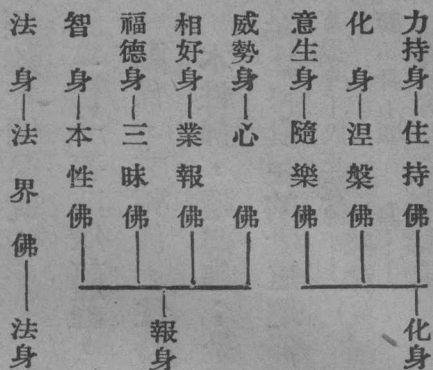 力持身—住持佛
化身—涅槃佛
意生身—隨樂佛
化身
威勢身—心佛
相好身—業報佛
福德身—三昧佛
智身—本性佛
報身
法身—法界佛—法身